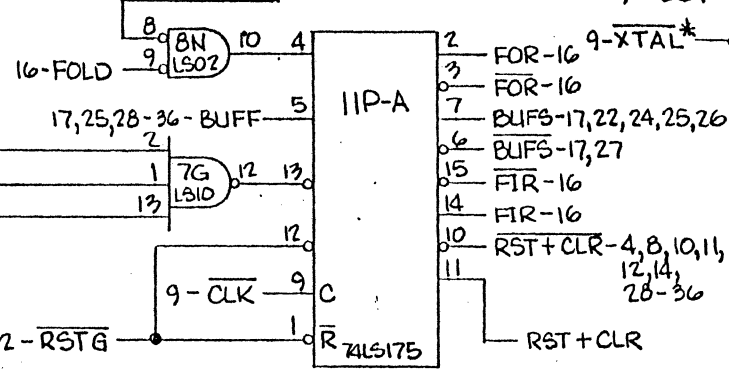 8
8N
LS02
10
4
16-FOLD
9
17,25,28-36-BUFF
5
2
1
13
7G
LS10
12
13
12
9-CLK
9
C
2-RSTG
1
R
74LS175
11P-A
2
FOR-16
9-XTAL*
3
FOR-16
7
BUFS-17,22,24,25,26
6
BUFS-17,27
15
FIR-16
14
FIR-16
10
RST+CLR-4,8,10,11,
12,14,
28-36
11
RST+CLR